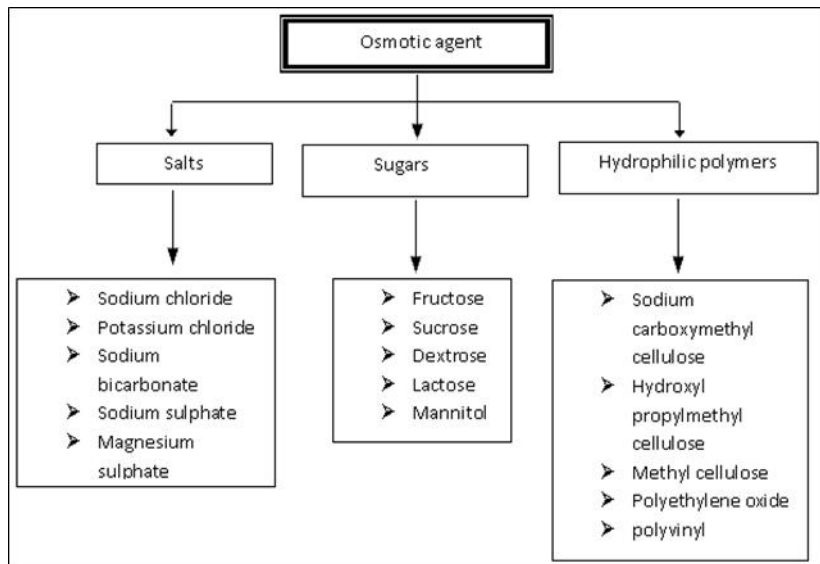 Osmotic agent
Salts
Sugars
Hydrophilic polymers
Sodium chloride
Potassium chloride
Sodium
bicarbonate
Sodium sulphate
Magnesium
sulphate
Fructose
Sucrose
Dextrose
Lactose
Mannitol
Sodium
carboxymethyl
cellulose
Hydroxyl
propylmethyl
cellulose
Methyl cellulose
Polyethylene oxide
polyvinyl